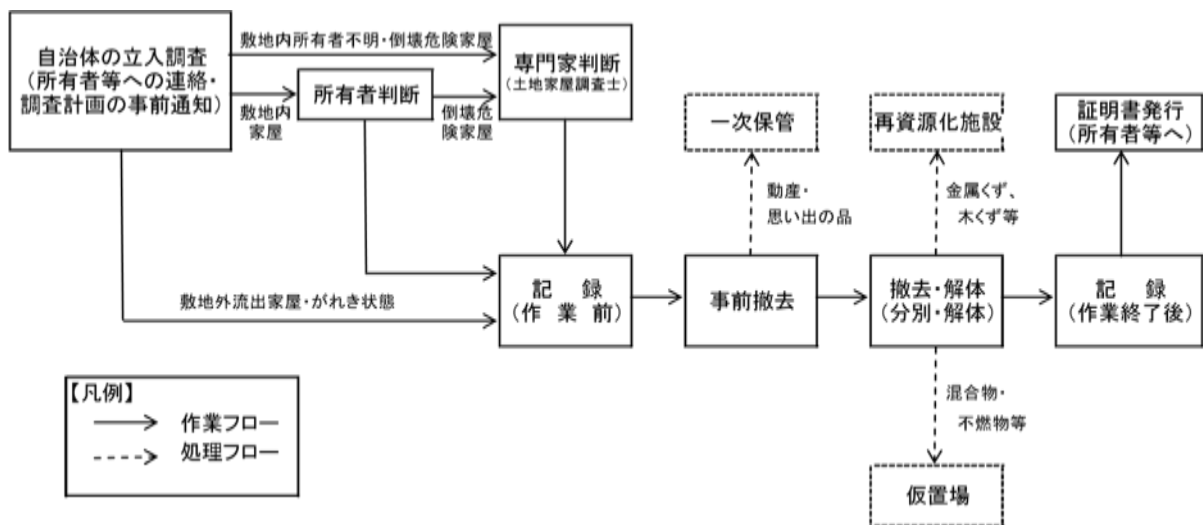 自治体の立入調査
(所有者等への連絡・
調査計画の事前通知)
敷地内所有者不明・倒壊危険家屋
敷地内
家屋
所有者判断
倒壊危
険家屋
専門家判断
(土地家屋調査士)
敷地外流出家屋・がれき状態
記 録
(作 業 前)
事前撤去
動産・
思い出の品
一次保管
撤去・解体
(分別・解体)
金属くず、
木くず等
再資源化施設
混合物・
不燃物等
仮置場
記 録
(作業終了後)
証明書発行
(所有者等へ)
【凡例】
作業フロー
処理フロー